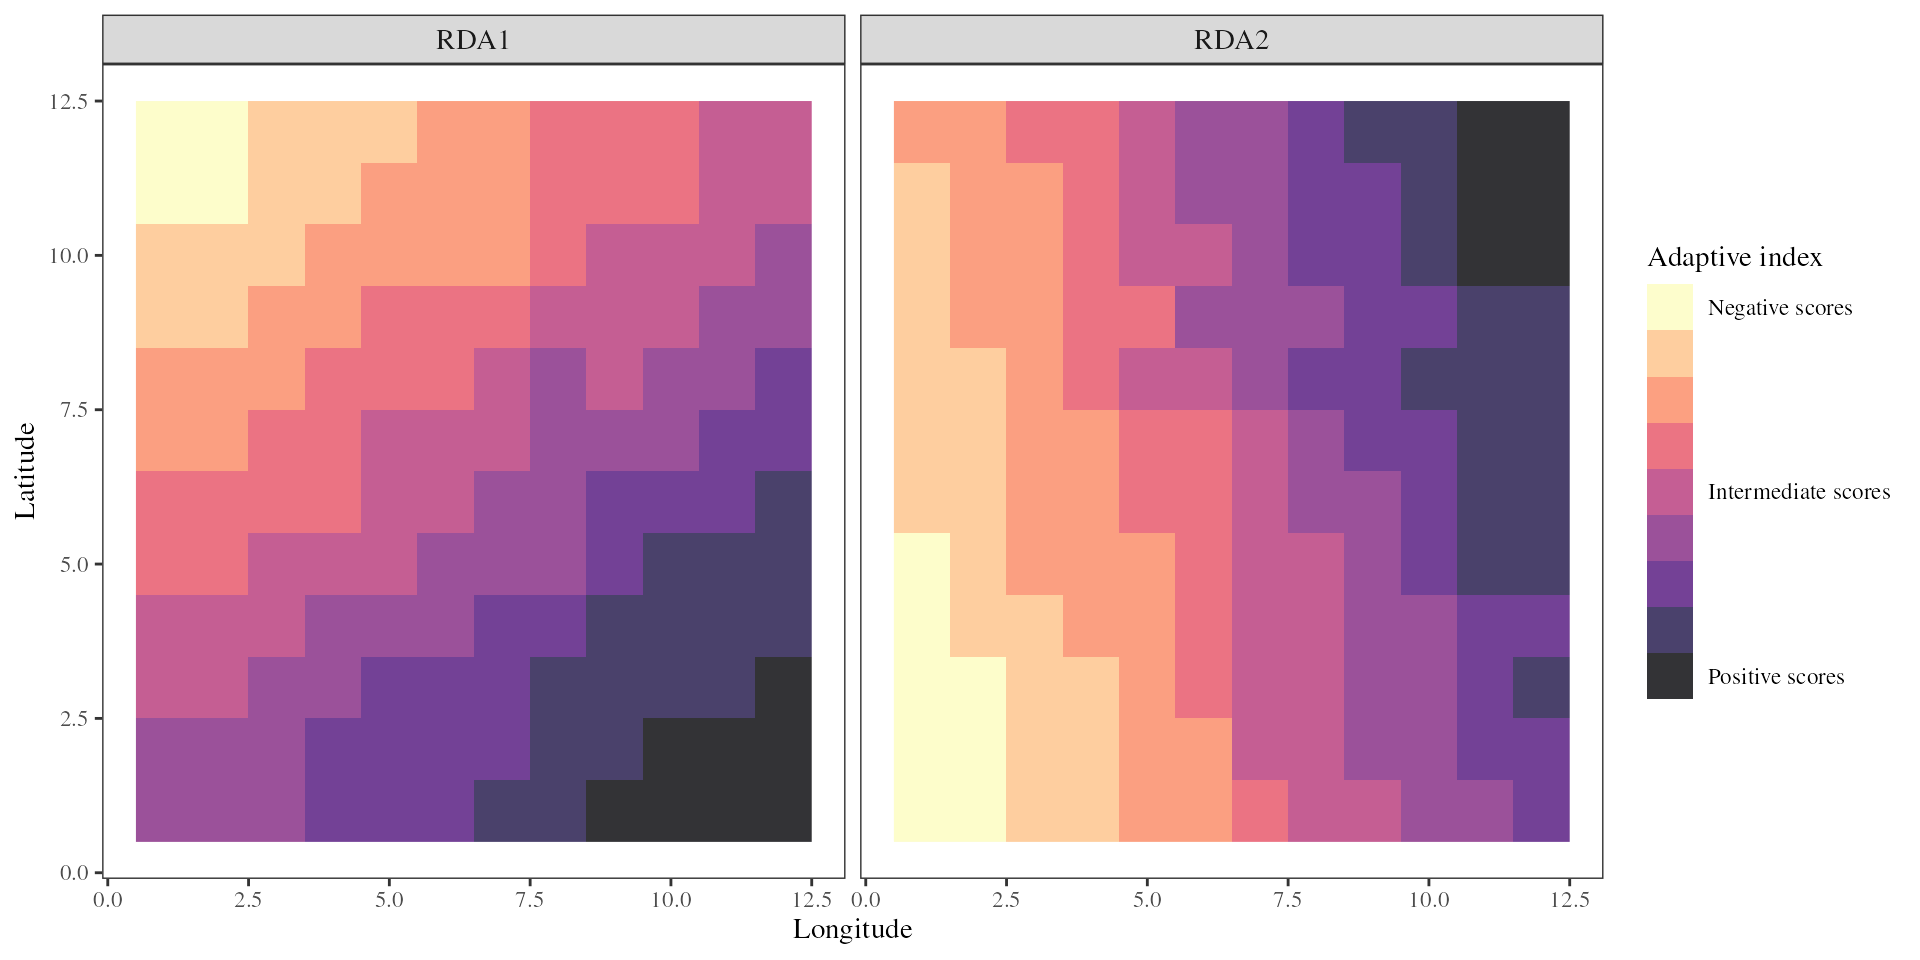 RDA1
RDA2
12.5
10.0
7.5
5.0
2.5
0.0
Latitude
0.0 2.5 5.0 7.5 10.0 12.5
0.0 2.5 5.0 7.5 10.0 12.5
Longitude
Adaptive index
Negative scores
Intermediate scores
Positive scores